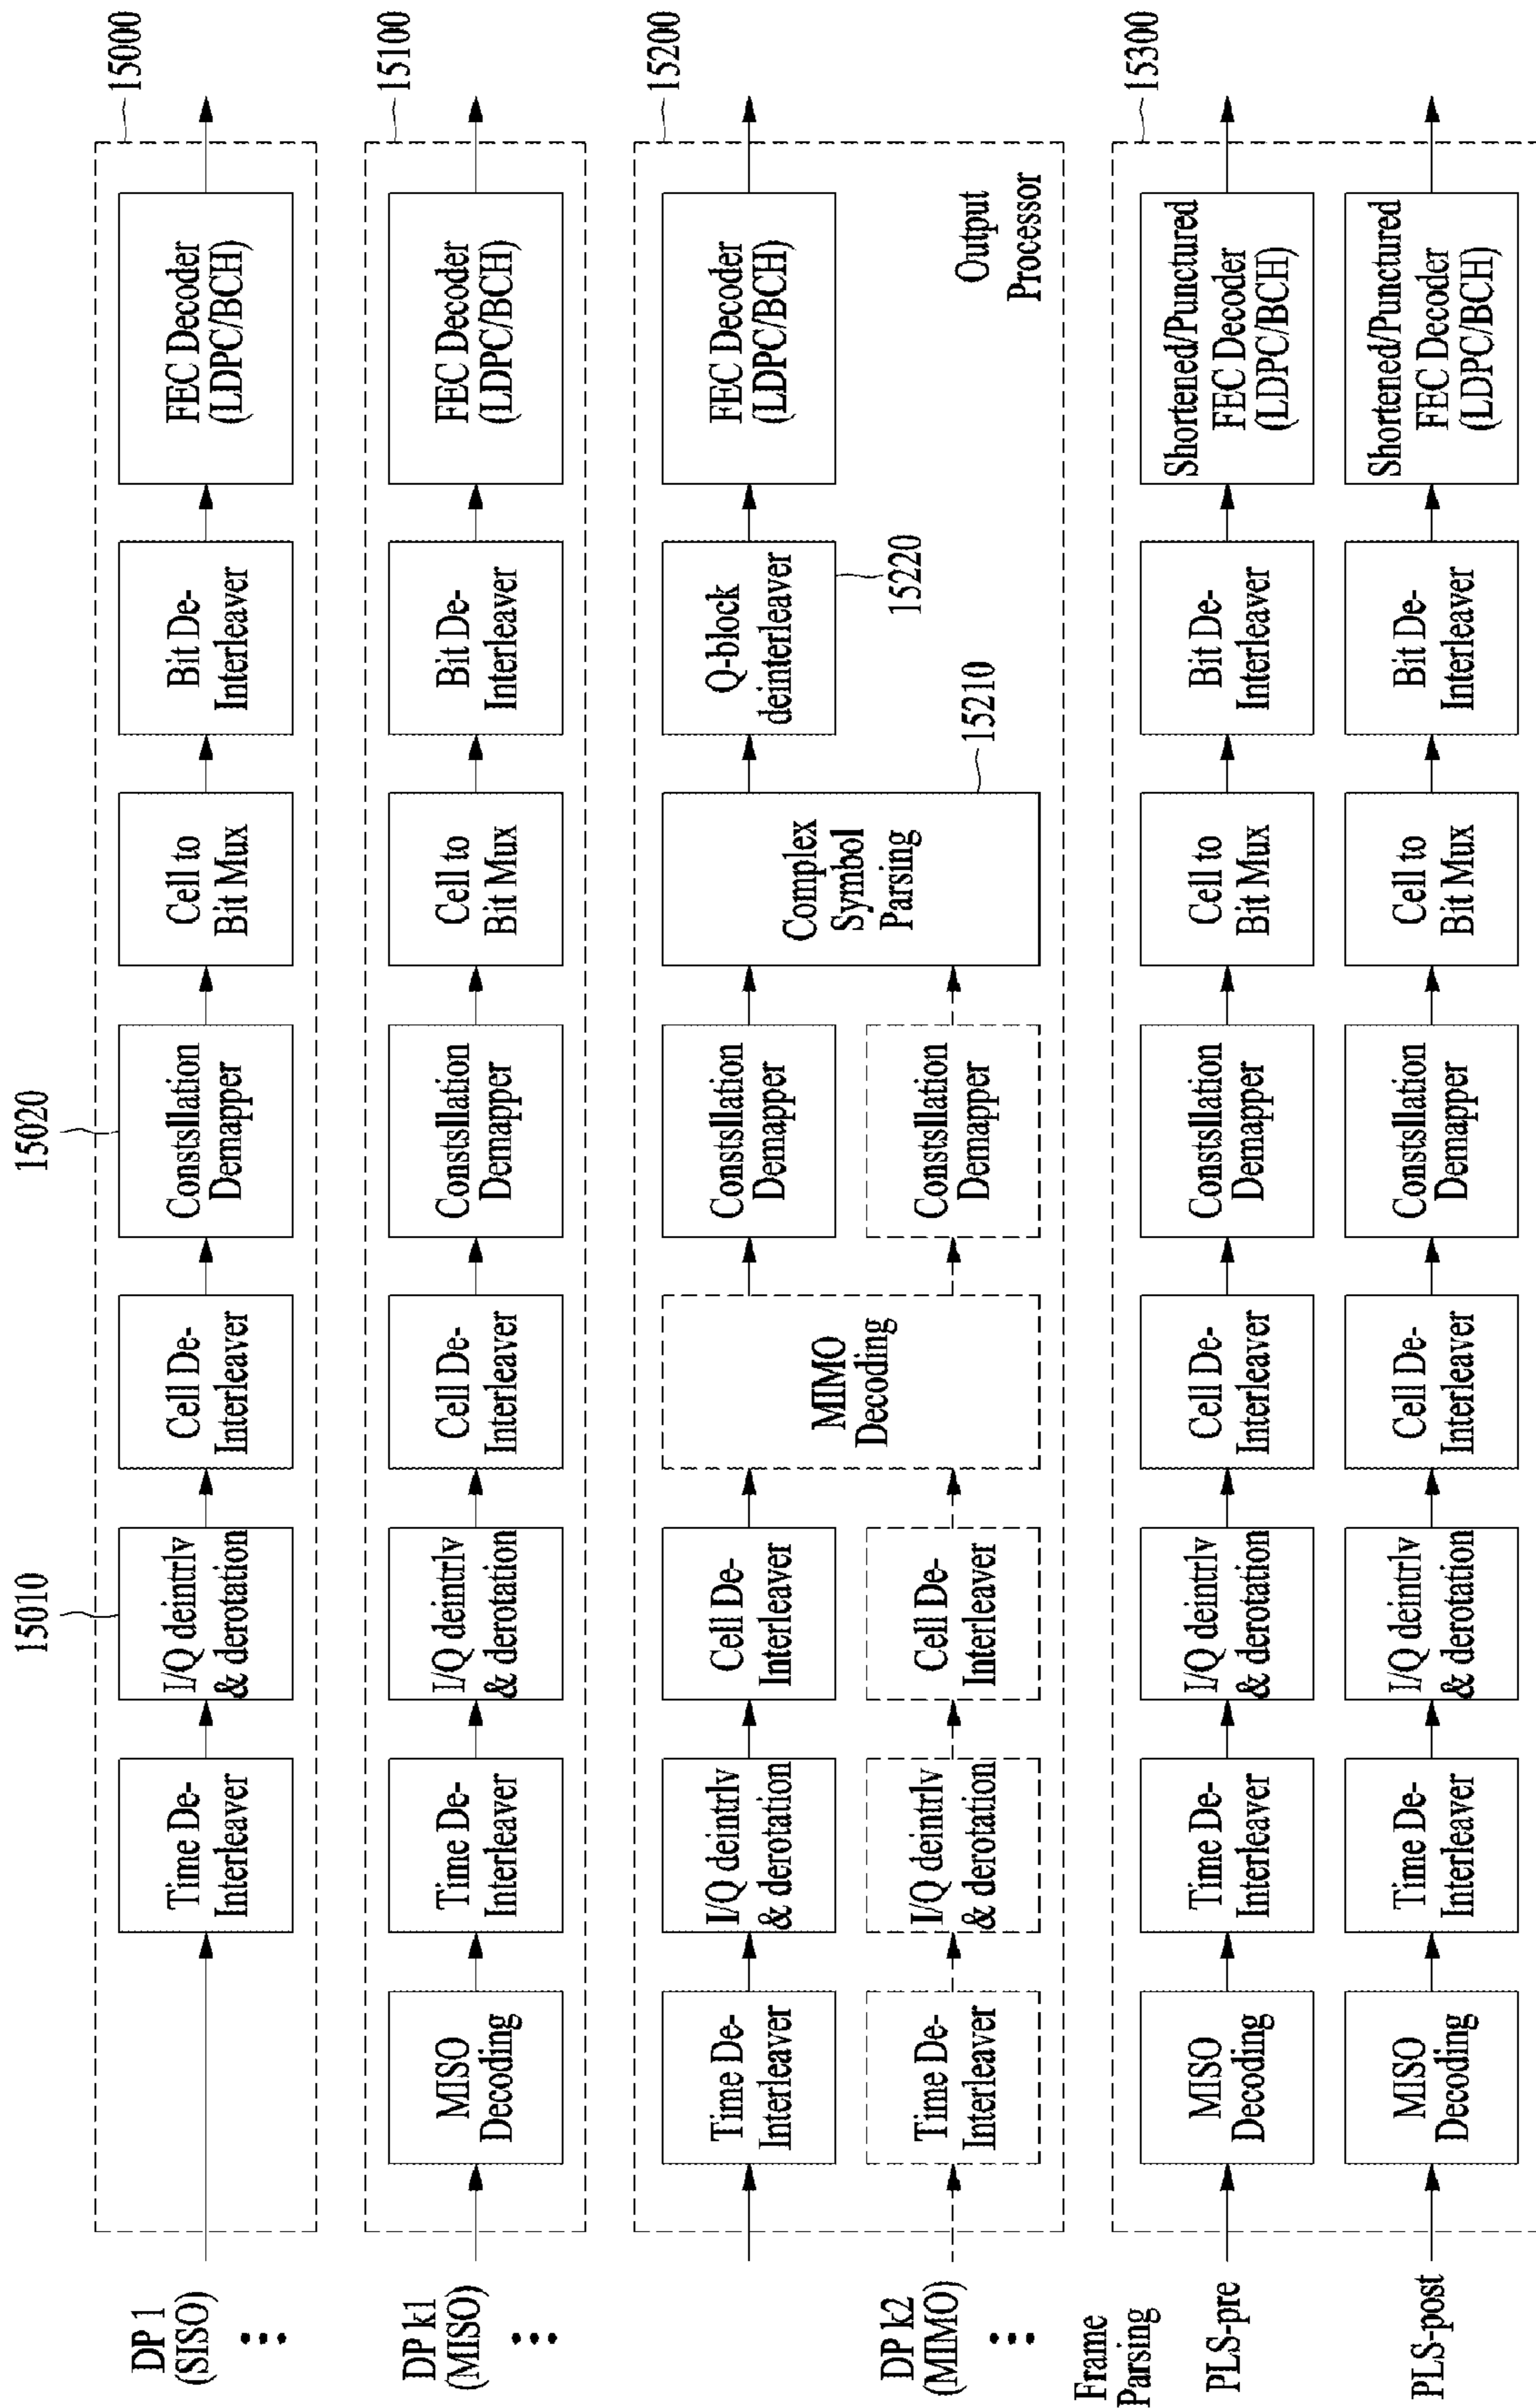 15010
15020
15000
DP 1
(SISO)
Time De-
Interleaver
I/Q deintrlv
& derotation
Cell De-
Interleaver
Constsllation
Demapper
Cell to
Bit Mux
Bit De-
Interleaver
FEC Decoder
(LDPC/BCH)
15100
DP k1
(MISO)
MISO
Decoding
Time De-
Interleaver
I/Q deintrlv
& derotation
Cell De-
Interleaver
Constsllation
Demapper
Cell to
Bit Mux
Bit De-
Interleaver
FEC Decoder
(LDPC/BCH)
15200
Time De-
Interleaver
I/Q deintrlv
& derotation
Cell De-
Interleaver
MIMO
Decoding
Constsllation
Demapper
Complex
Symbol
Parsing
15210
Q-block
deinterleaver
15220
FEC Decoder
(LDPC/BCH)
DP k2
(MIMO)
Time De-
Interleaver
I/Q deintrlv
& derotation
Cell De-
Interleaver
Constsllation
Demapper
Output
Processor
Frame
Parsing
15300
PLS-pre
MISO
Decoding
Time De-
Interleaver
I/Q deintrlv
& derotation
Cell De-
Interleaver
Constsllation
Demapper
Cell to
Bit Mux
Bit De-
Interleaver
Shortened/Punctured
FEC Decoder
(LDPC/BCH)
PLS-post
MISO
Decoding
Time De-
Interleaver
I/Q deintrlv
& derotation
Cell De-
Interleaver
Constsllation
Demapper
Cell to
Bit Mux
Bit De-
Interleaver
Shortened/Punctured
FEC Decoder
(LDPC/BCH)